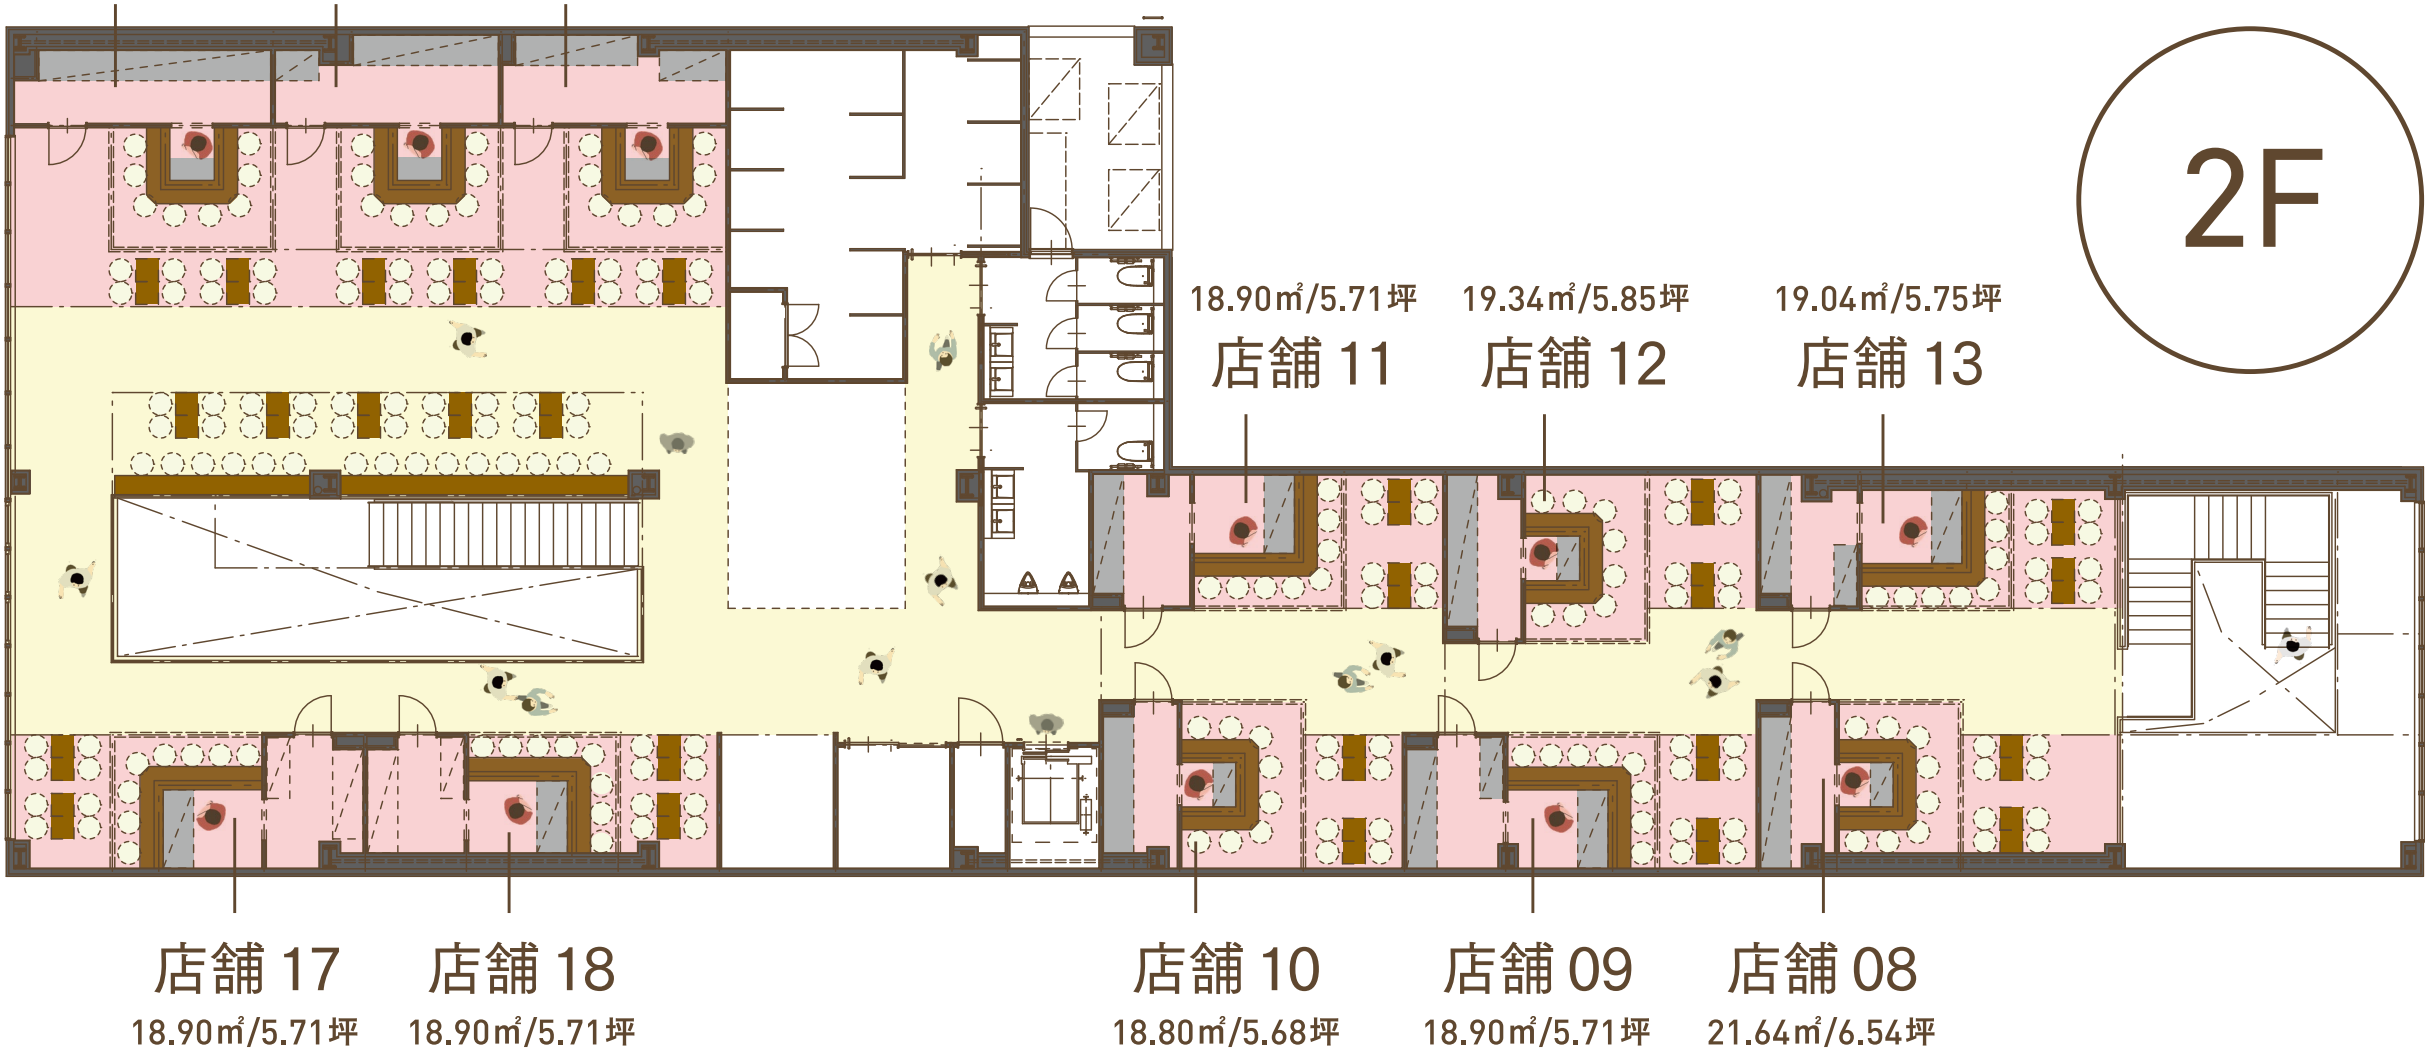 2F
18.90㎡/5.71坪
店舗 11
19.34㎡/5.85坪
店舗 12
19.04㎡/5.75坪
店舗 13
店舗 17
18.90㎡/5.71坪
店舗 18
18.90㎡/5.71坪
店舗 10
18.80㎡/5.68坪
店舗 09
18.90㎡/5.71坪
店舗 08
21.64㎡/6.54坪